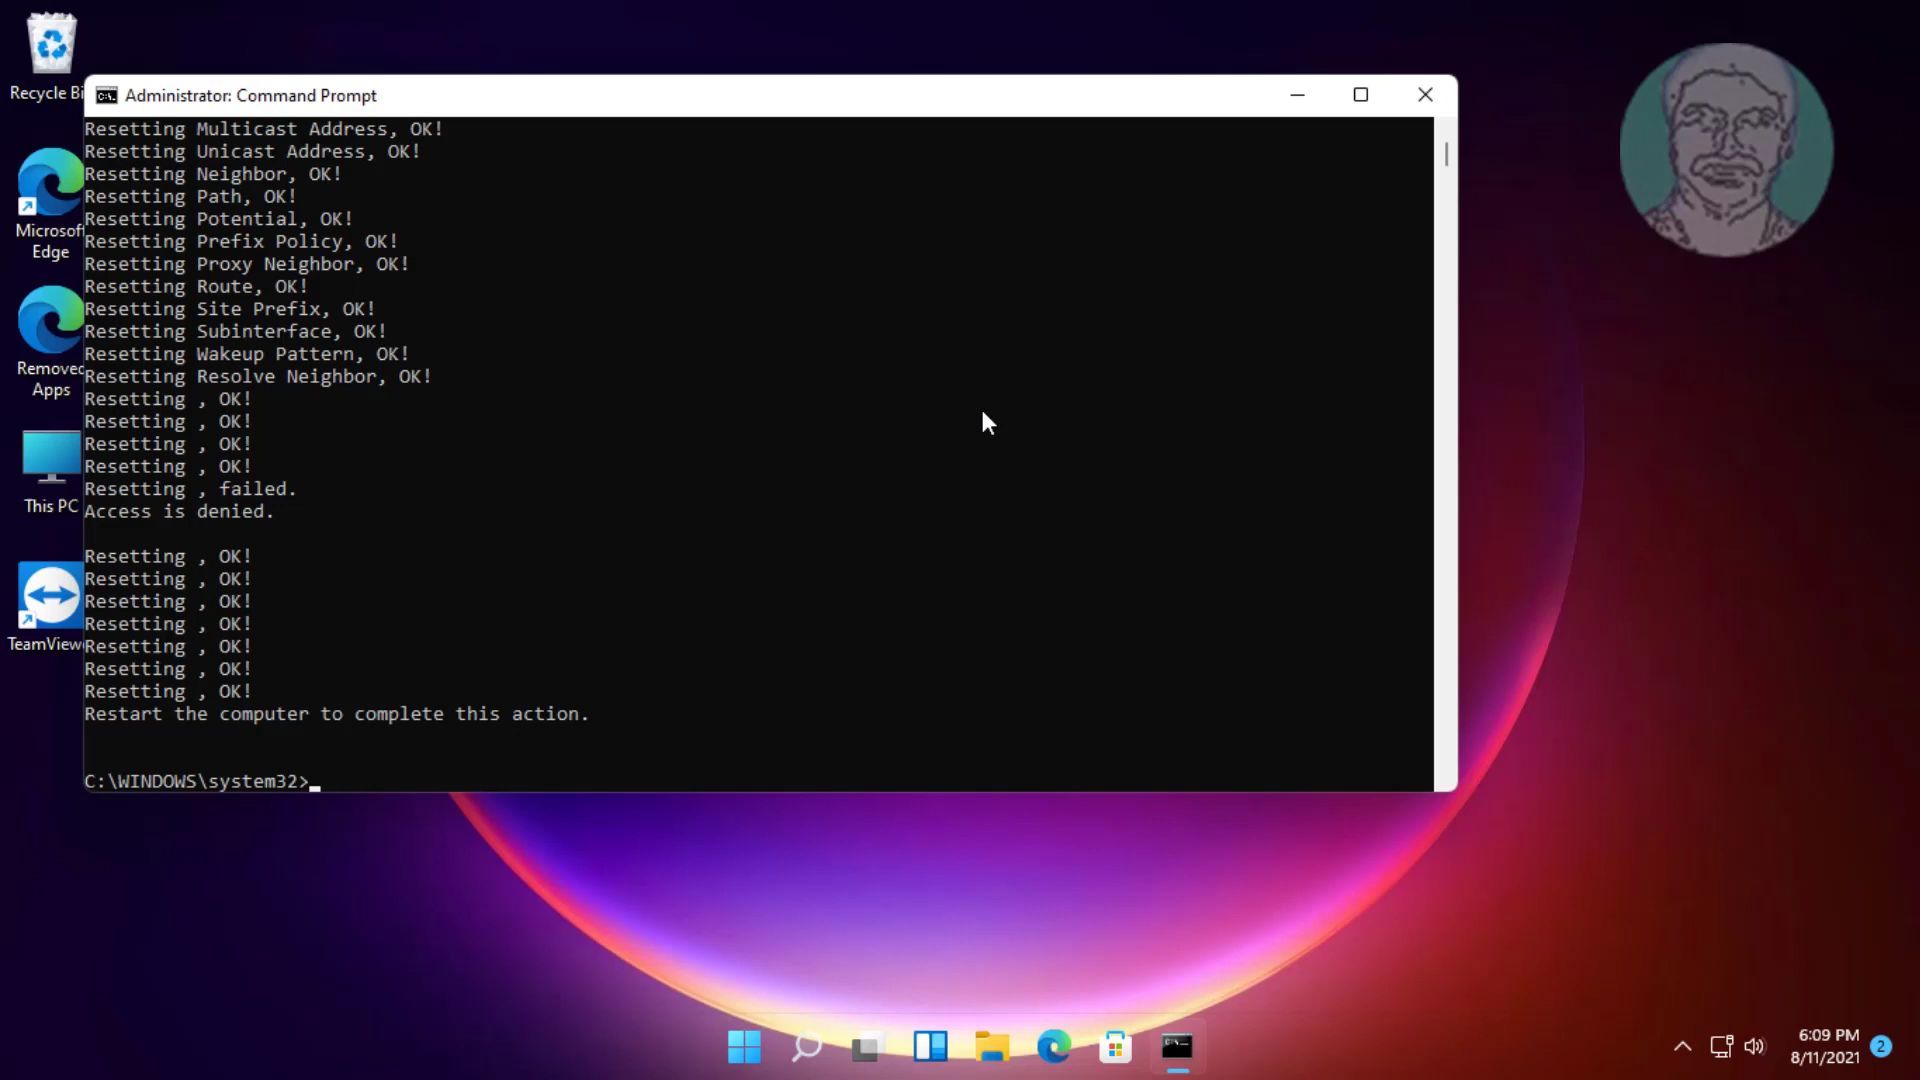 Recycle Bi
Microsof
Edge
Removed
Apps
This PC
TeamView
Administrator: Command Prompt
Resetting Multicast Address, OK!
Resetting Unicast Address, OK!
Resetting Neighbor, OK!
Resetting Path, OK!
Resetting Potential, OK!
Resetting Prefix Policy, OK!
Resetting Proxy Neighbor, OK!
Resetting Route, OK!
Resetting Site Prefix, OK!
Resetting Subinterface, OK!
Resetting Wakeup Pattern, OK!
Resetting Resolve Neighbor, OK!
Resetting , OK!
Resetting , OK!
Resetting , OK!
Resetting , OK!
Resetting , failed.
Access is denied.
Resetting , OK!
Resetting , OK!
Resetting , OK!
Resetting , OK!
Resetting , OK!
Resetting , OK!
Resetting , OK!
Restart the computer to complete this action.
C:\WINDOWS\system32>
6:09 PM
8/11/2021
2